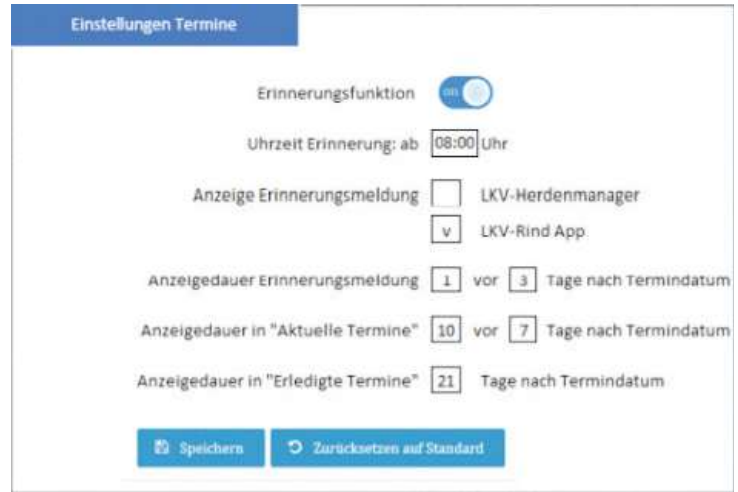 Einstellungen Termine
Erinnerungsfunktion on
Uhrzeit Erinnerung: ab 08:00 Uhr
Anzeige Erinnerungsmeldung LKV-Herdenmanager
v LKV-Rind App
Anzeigedauer Erinnerungsmeldung 1 vor 3 Tage nach Termindatum
Anzeigedauer in "Aktuelle Termine" 10 vor 7 Tage nach Termindatum
Anzeigedauer in "Erledigte Termine" 21 Tage nach Termindatum
Speichern Zurücksetzen auf Standard